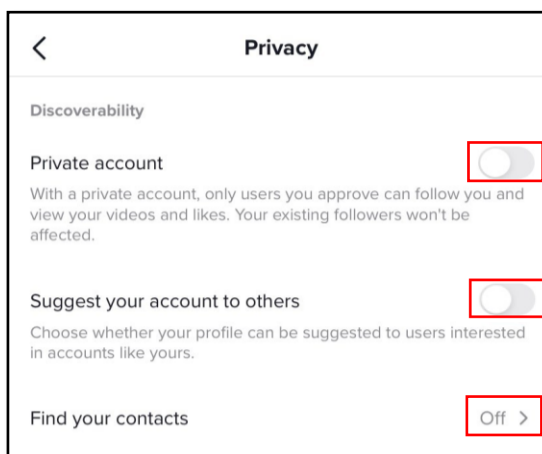 Privacy
Discoverability
Private account
With a private account, only users you approve can follow you and
view your videos and likes. Your existing followers won't be
affected.
Suggest your account to others
Choose whether your profile can be suggested to users interested
in accounts like yours.
Find your contacts Off